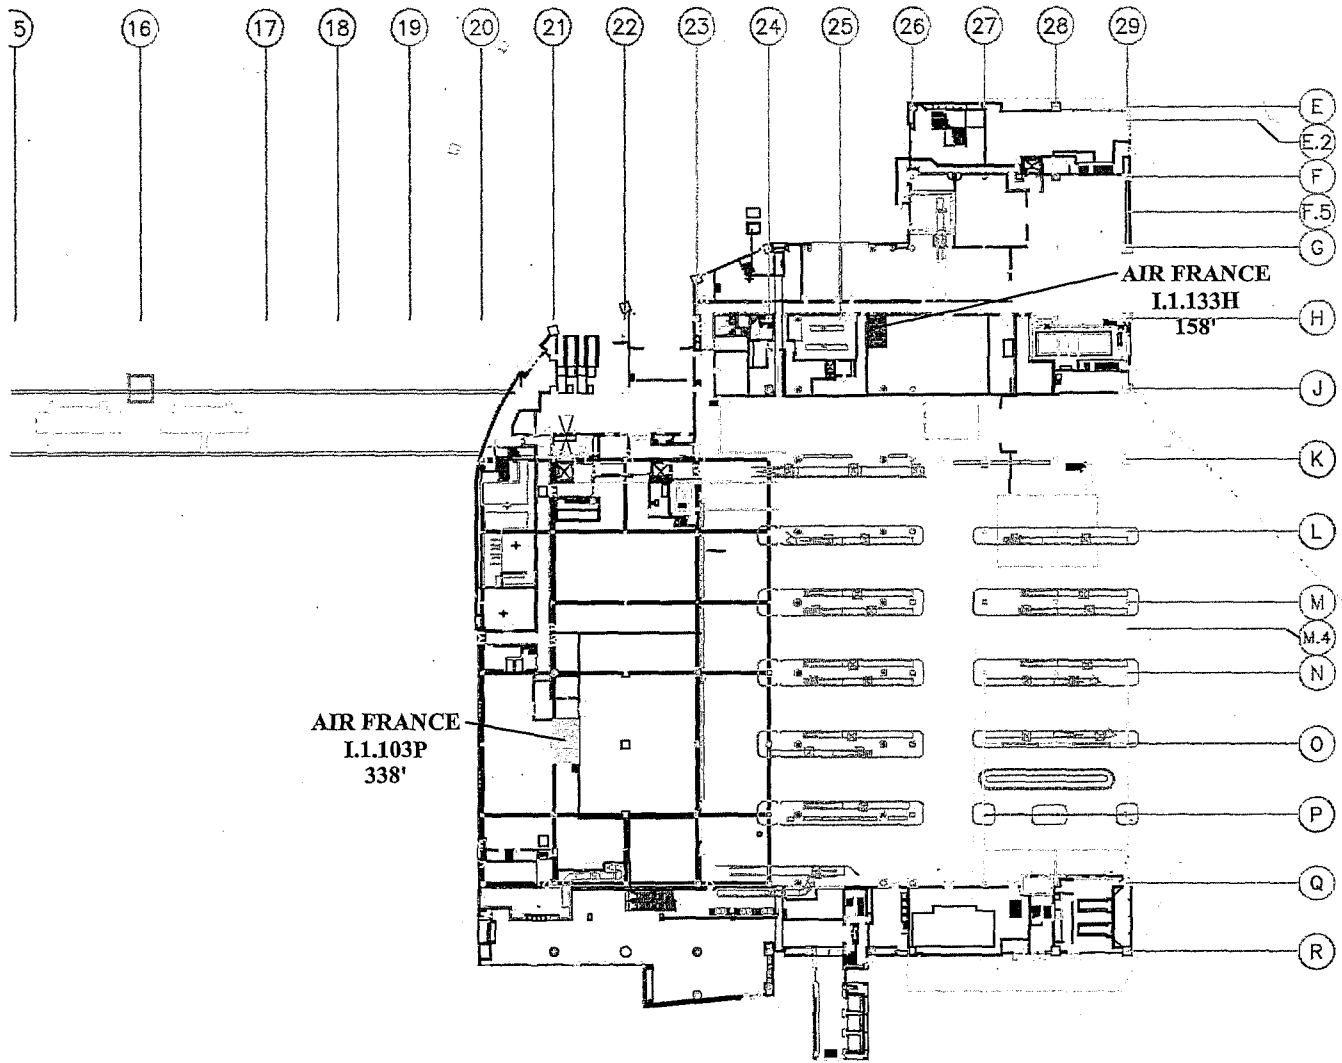 5 16 17 18 19 20 21 22 23 24 25 26 27 28 29
E
E.2
F
F.5
G
AIR FRANCE
I.1.133H
158'
H
J
K
L
M
M.4
N
AIR FRANCE
I.1.103P
338'
O
P
Q
R